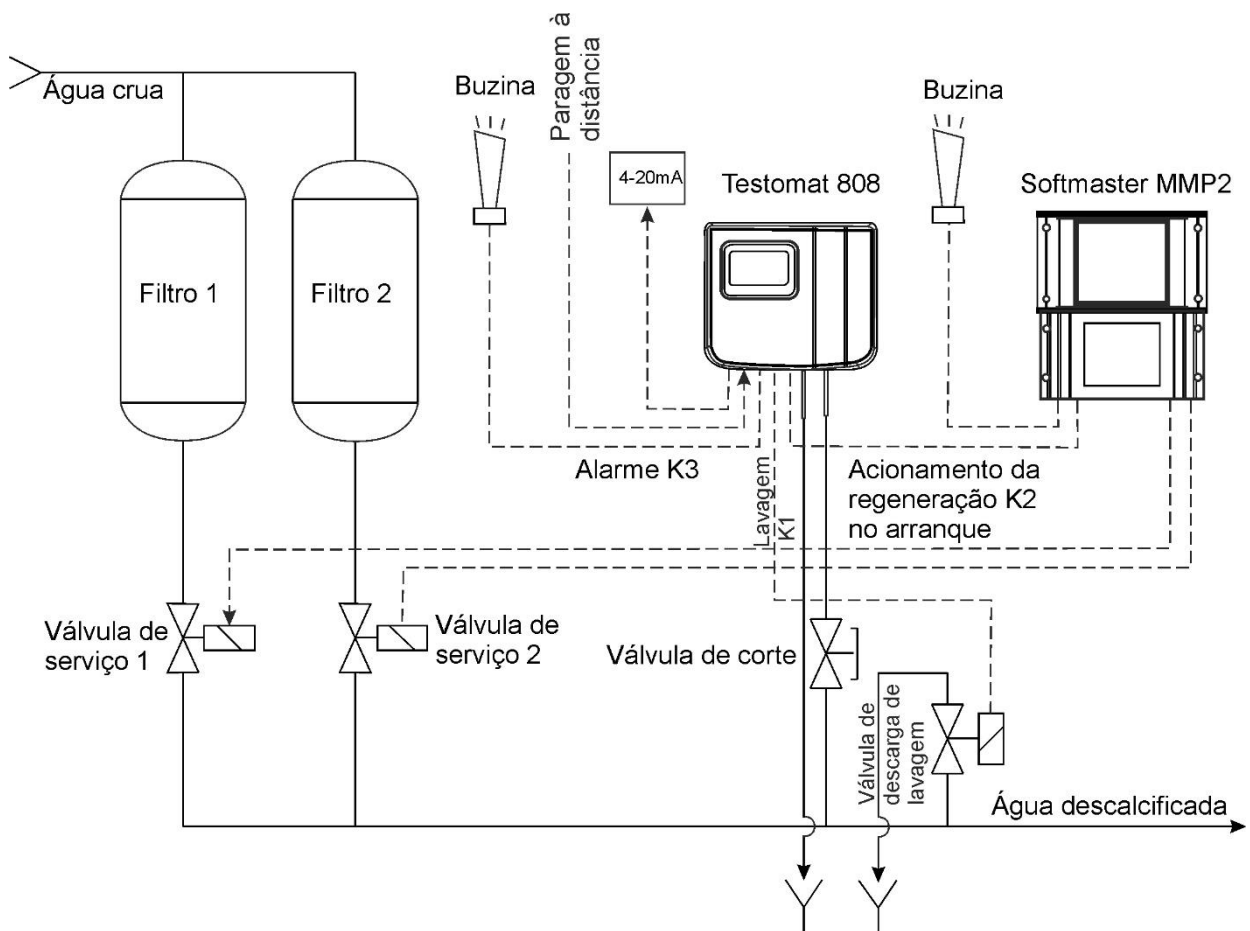 Água crua
Buzina
Paragem à
distância
Buzina
4-20mA
Testomat 808
Softmaster MMP2
Filtro 1
Filtro 2
Alarme K3
Lavagem
K1
Acionamento da
regeneração K2
no arranque
Válvula de
serviço 1
Válvula de
serviço 2
Válvula de corte
Válvula de
descarga de
lavagem
Água descalcificada